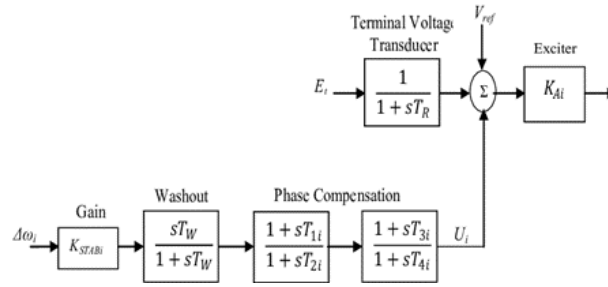 Terminal Voltage
Transducer
V_ref
Exciter
E_t
1
1 + sT_R
Σ
K_Ai
Washout
Phase Compensation
Gain
Δω_i
K_STABi
sT_W
1 + sT_W
1 + sT_1i
1 + sT_2i
1 + sT_3i
1 + sT_4i
U_i